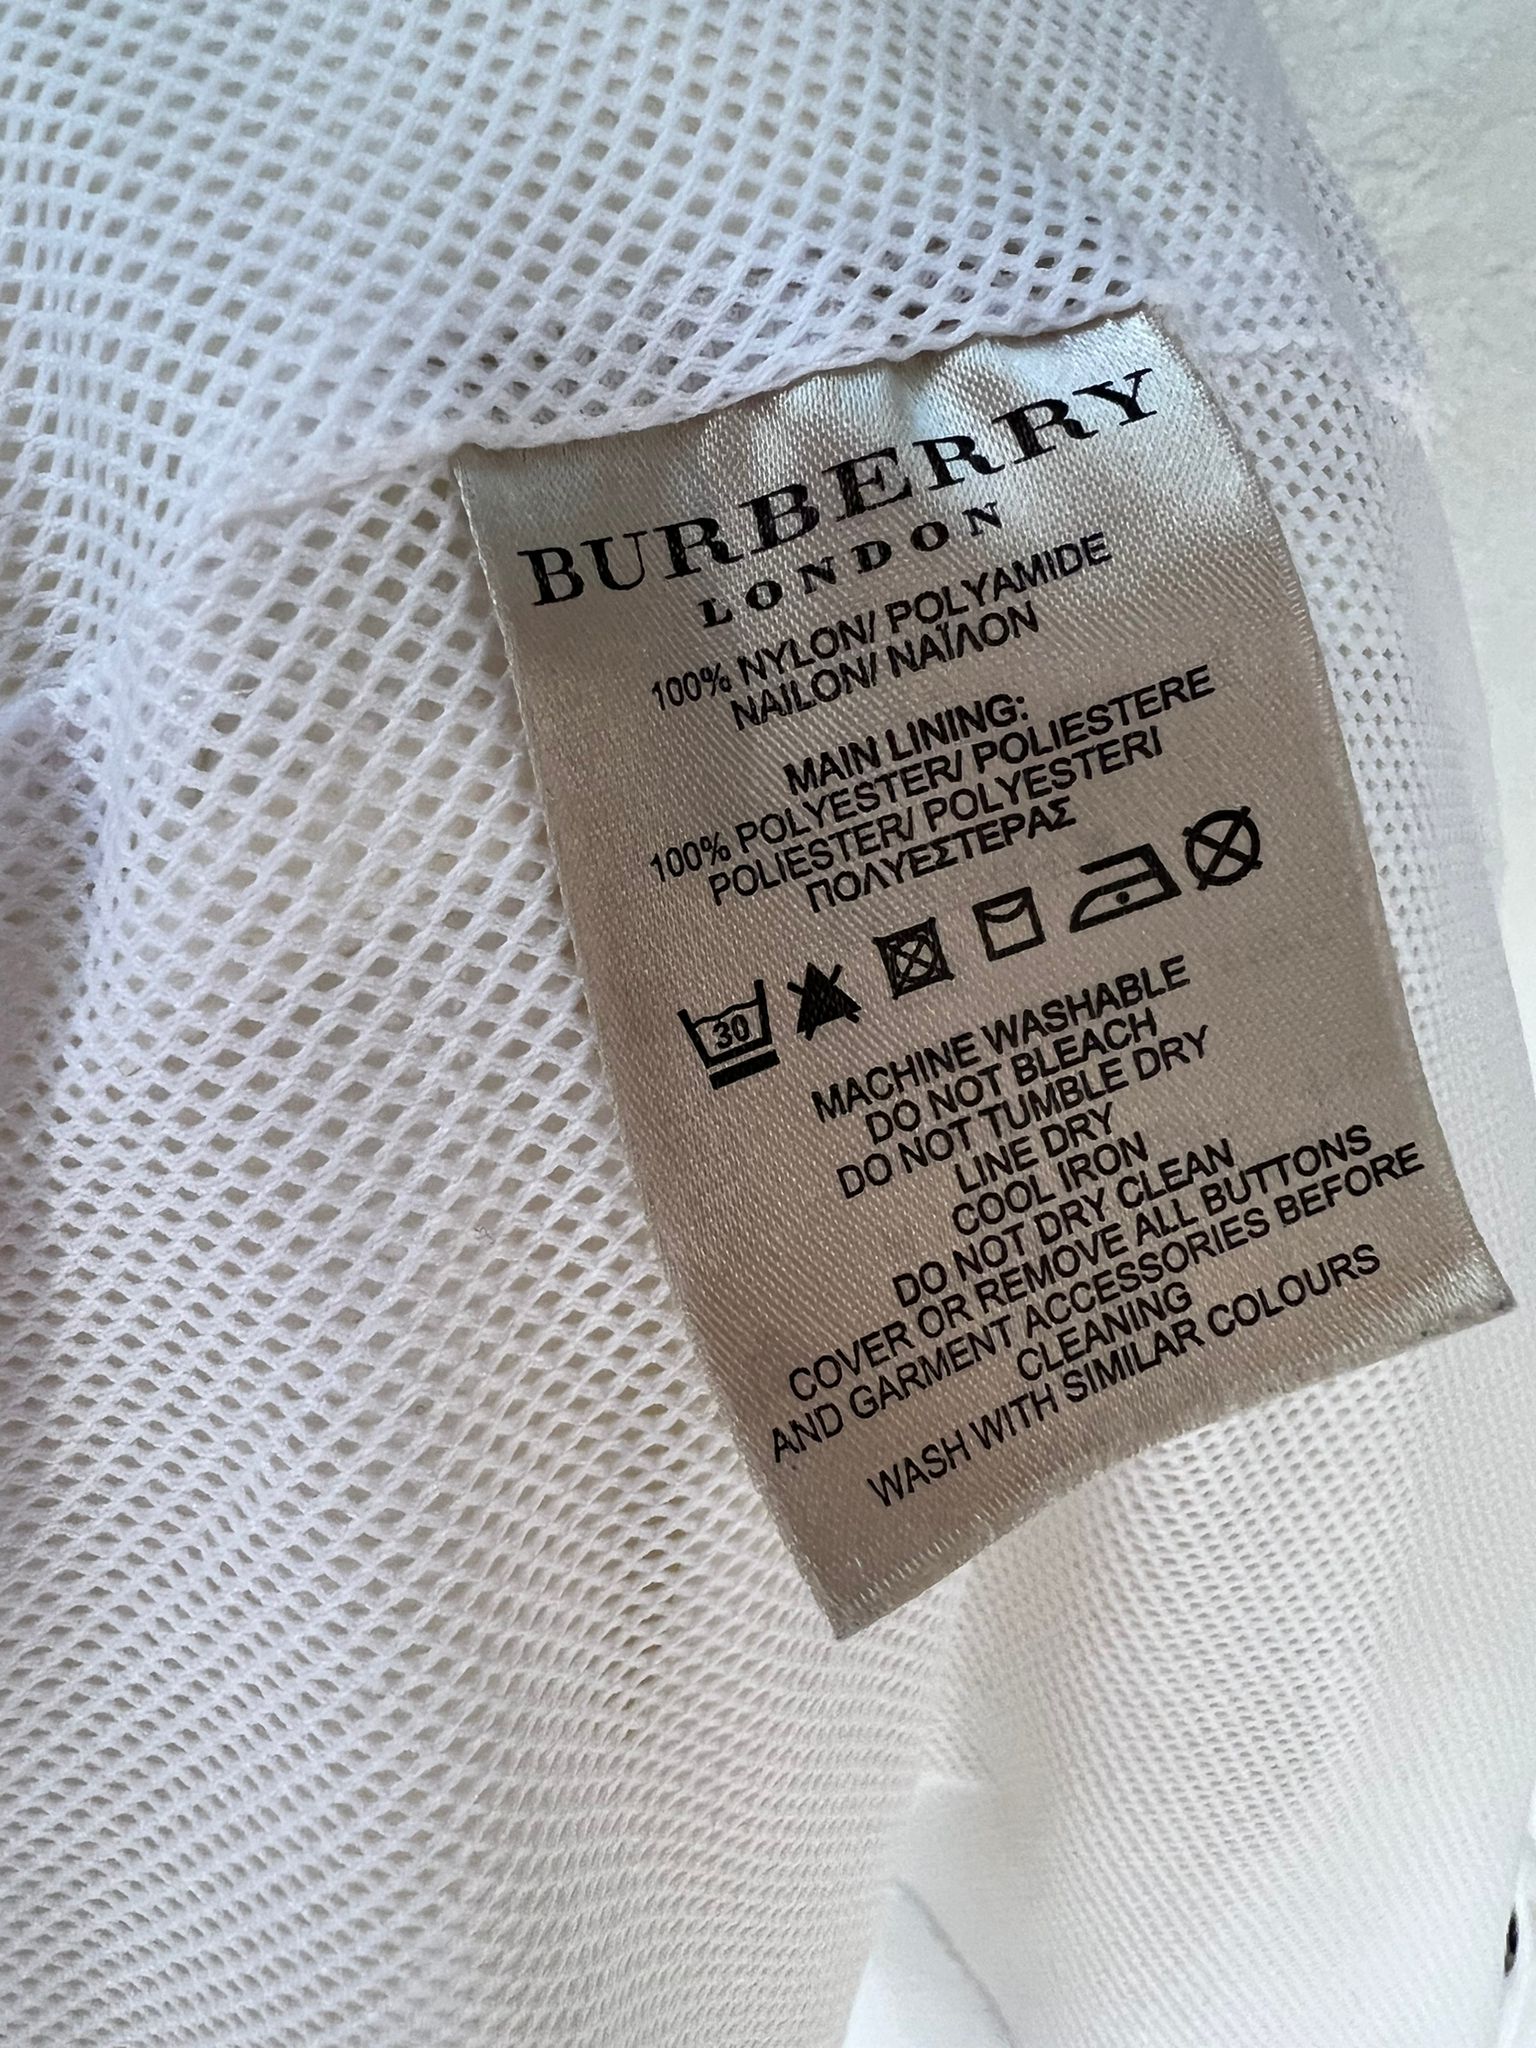 BURBERRY
LONDON
100% NYLON/ POLYAMIDE
NAILON/ ΝΑΪΛΟΝ
MAIN LINING:
100% POLYESTER/ POLIESTERE
POLIESTER/ POLYESTERI
ΠΟΛΥΕΣΤΕΡΑΣ
30
MACHINE WASHABLE
DO NOT BLEACH
DO NOT TUMBLE DRY
LINE DRY
COOL IRON
DO NOT DRY CLEAN
COVER OR REMOVE ALL BUTTONS
AND GARMENT ACCESSORIES BEFORE
CLEANING
WASH WITH SIMILAR COLOURS